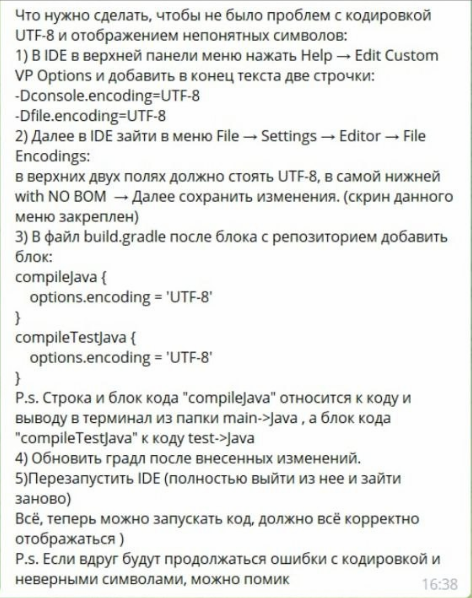 Что нужно сделать, чтобы не было проблем с кодировкой
UTF-8 и отображением непонятных символов:
1) В IDE в верхней панели меню нажать Help → Edit Custom
VP Options и добавить в конец текста две строчки:
-Dconsole.encoding=UTF-8
-Dfile.encoding=UTF-8
2) Далее в IDE зайти в меню File → Settings → Editor → File
Encodings:
в верхних двух полях должно стоять UTF-8, в самой нижней
with NO BOM → Далее сохранить изменения. (скрин данного
меню закреплен)
3) В файл build.gradle после блока с репозиторием добавить
блок:
compileJava {
options.encoding = 'UTF-8'
}
compileTestJava {
options.encoding = 'UTF-8'
}
P.s. Строка и блок кода "compileJava" относится к коду и
выводу в терминал из папки main->Java , а блок кода
"compileTestJava" к коду test->Java
4) Обновить градл после внесенных изменений.
5)Перезапустить IDE (полностью выйти из нее и зайти
заново)
Всё, теперь можно запускать код, должно всё корректно
отображаться )
P.s. Если вдруг будут продолжаться ошибки с кодировкой и
неверными символами, можно помик
16:38